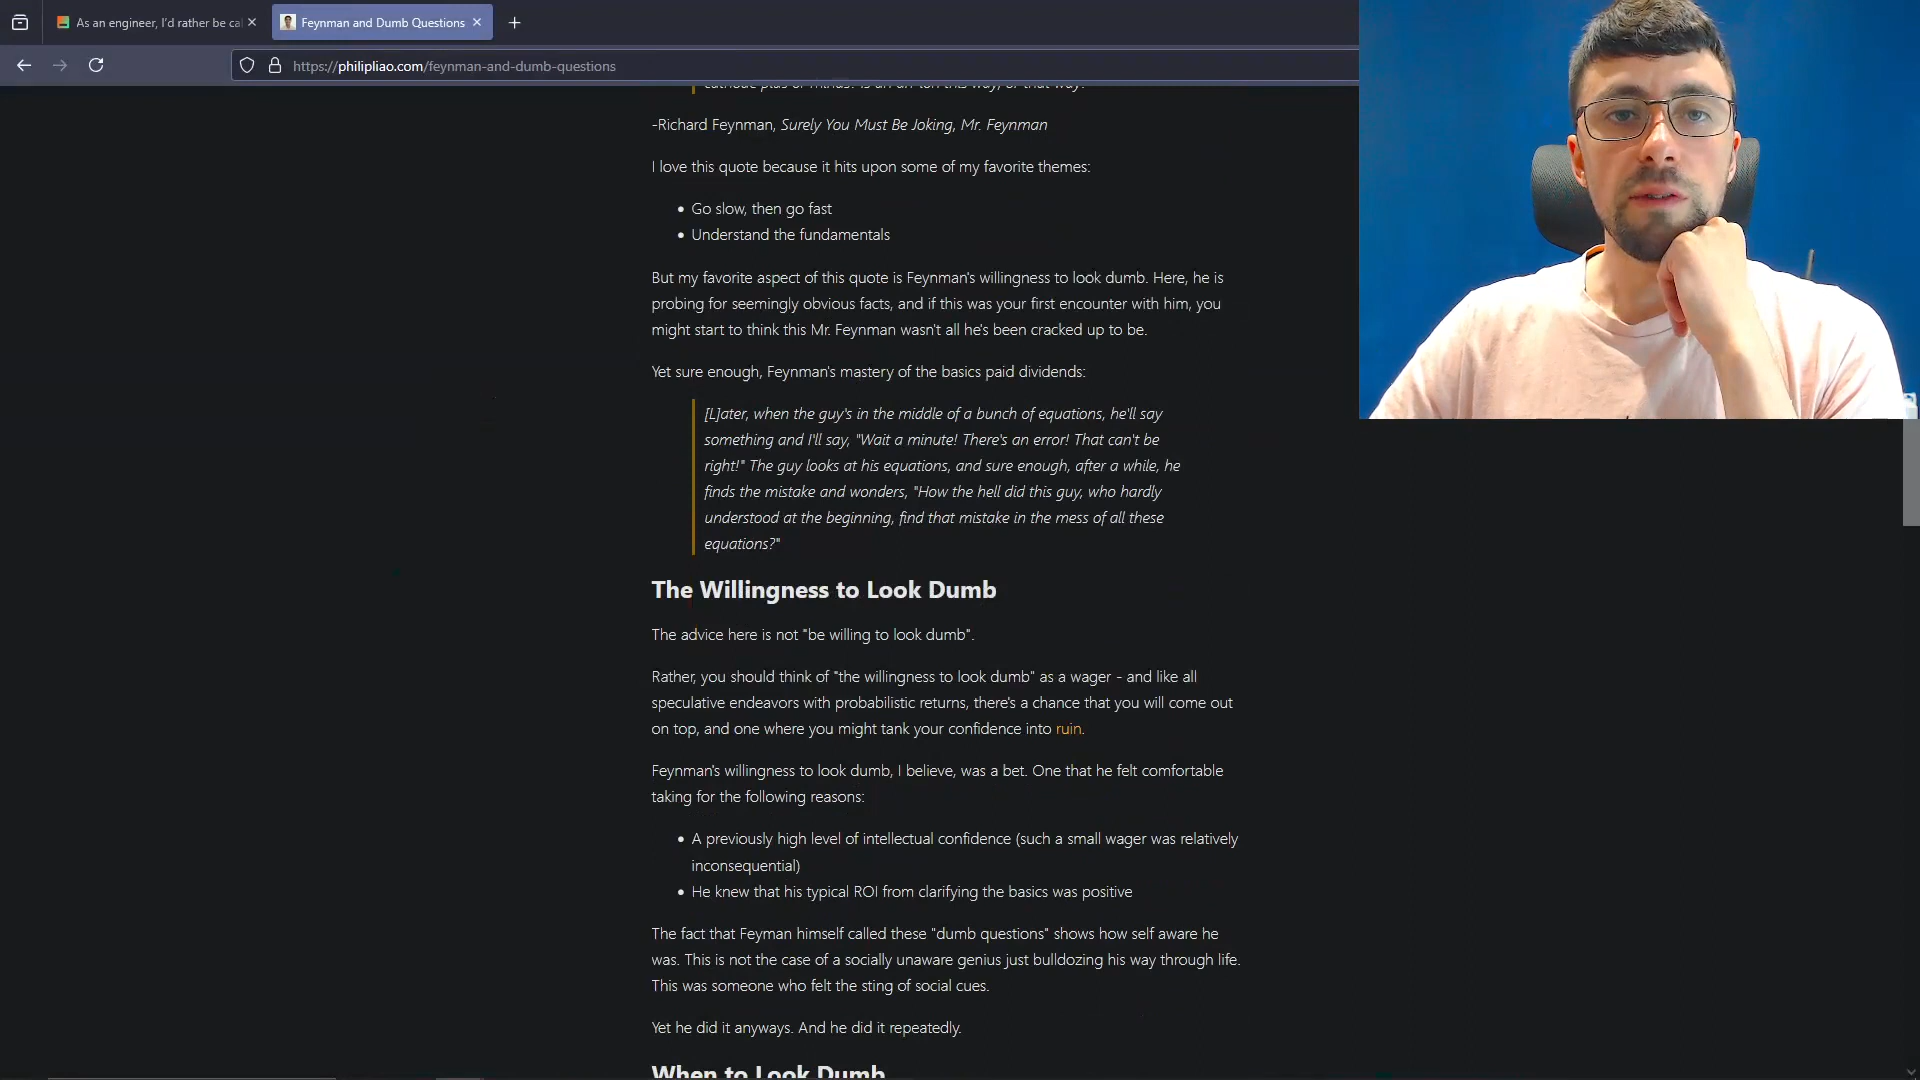 As an engineer, I'd rather be ca
Feynman and Dumb Questions
https://philipliao.com/feynman-and-dumb-questions
-Richard Feynman, Surely You Must Be Joking, Mr. Feynman
I love this quote because it hits upon some of my favorite themes:
• Go slow, then go fast
• Understand the fundamentals
But my favorite aspect of this quote is Feynman's willingness to look dumb. Here, he is
probing for seemingly obvious facts, and if this was your first encounter with him, you
might start to think this Mr. Feynman wasn't all he's been cracked up to be.
Yet sure enough, Feynman's mastery of the basics paid dividends:
[L]ater, when the guy's in the middle of a bunch of equations, he'll say
something and I'll say, "Wait a minute! There's an error! That can't be
right!" The guy looks at his equations, and sure enough, after a while, he
finds the mistake and wonders, "How the hell did this guy, who hardly
understood at the beginning, find that mistake in the mess of all these
equations?"
The Willingness to Look Dumb
The advice here is not "be willing to look dumb".
Rather, you should think of "the willingness to look dumb" as a wager - and like all
speculative endeavors with probabilistic returns, there's a chance that you will come out
on top, and one where you might tank your confidence into ruin.
Feynman's willingness to look dumb, I believe, was a bet. One that he felt comfortable
taking for the following reasons:
• A previously high level of intellectual confidence (such a small wager was relatively
inconsequential)
• He knew that his typical ROI from clarifying the basics was positive
The fact that Feyman himself called these "dumb questions" shows how self aware he
was. This is not the case of a socially unaware genius just bulldozing his way through life.
This was someone who felt the sting of social cues.
Yet he did it anyways. And he did it repeatedly.
When to Look Dumb